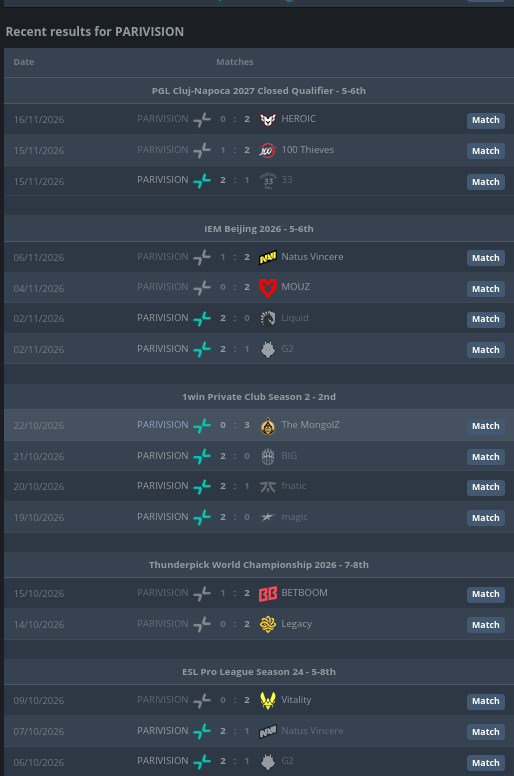 Recent results for PARIVISION
Date Matches
PGL Cluj-Napoca 2027 Closed Qualifier - 5-6th
16/11/2026 PARIVISION 0 : 2 HEROIC Match
15/11/2026 PARIVISION 1 : 2 100 100 Thieves Match
15/11/2026 PARIVISION 2 : 1 33 33 Match
IEM Beijing 2026 - 5-6th
06/11/2026 PARIVISION 1 : 2 NAVI Natus Vincere Match
04/11/2026 PARIVISION 0 : 2 MOUZ Match
02/11/2026 PARIVISION 2 : 0 Liquid Match
02/11/2026 PARIVISION 2 : 1 G2 Match
1win Private Club Season 2 - 2nd
22/10/2026 PARIVISION 0 : 3 The MongolZ Match
21/10/2026 PARIVISION 2 : 0 BIG Match
20/10/2026 PARIVISION 2 : 1 fnatic Match
19/10/2026 PARIVISION 2 : 0 magic Match
Thunderpick World Championship 2026 - 7-8th
15/10/2026 PARIVISION 1 : 2 BB BETBOOM Match
14/10/2026 PARIVISION 0 : 2 Legacy Match
ESL Pro League Season 24 - 5-8th
09/10/2026 PARIVISION 0 : 2 Vitality Match
07/10/2026 PARIVISION 2 : 1 NAVI Natus Vincere Match
06/10/2026 PARIVISION 2 : 1 G2 Match